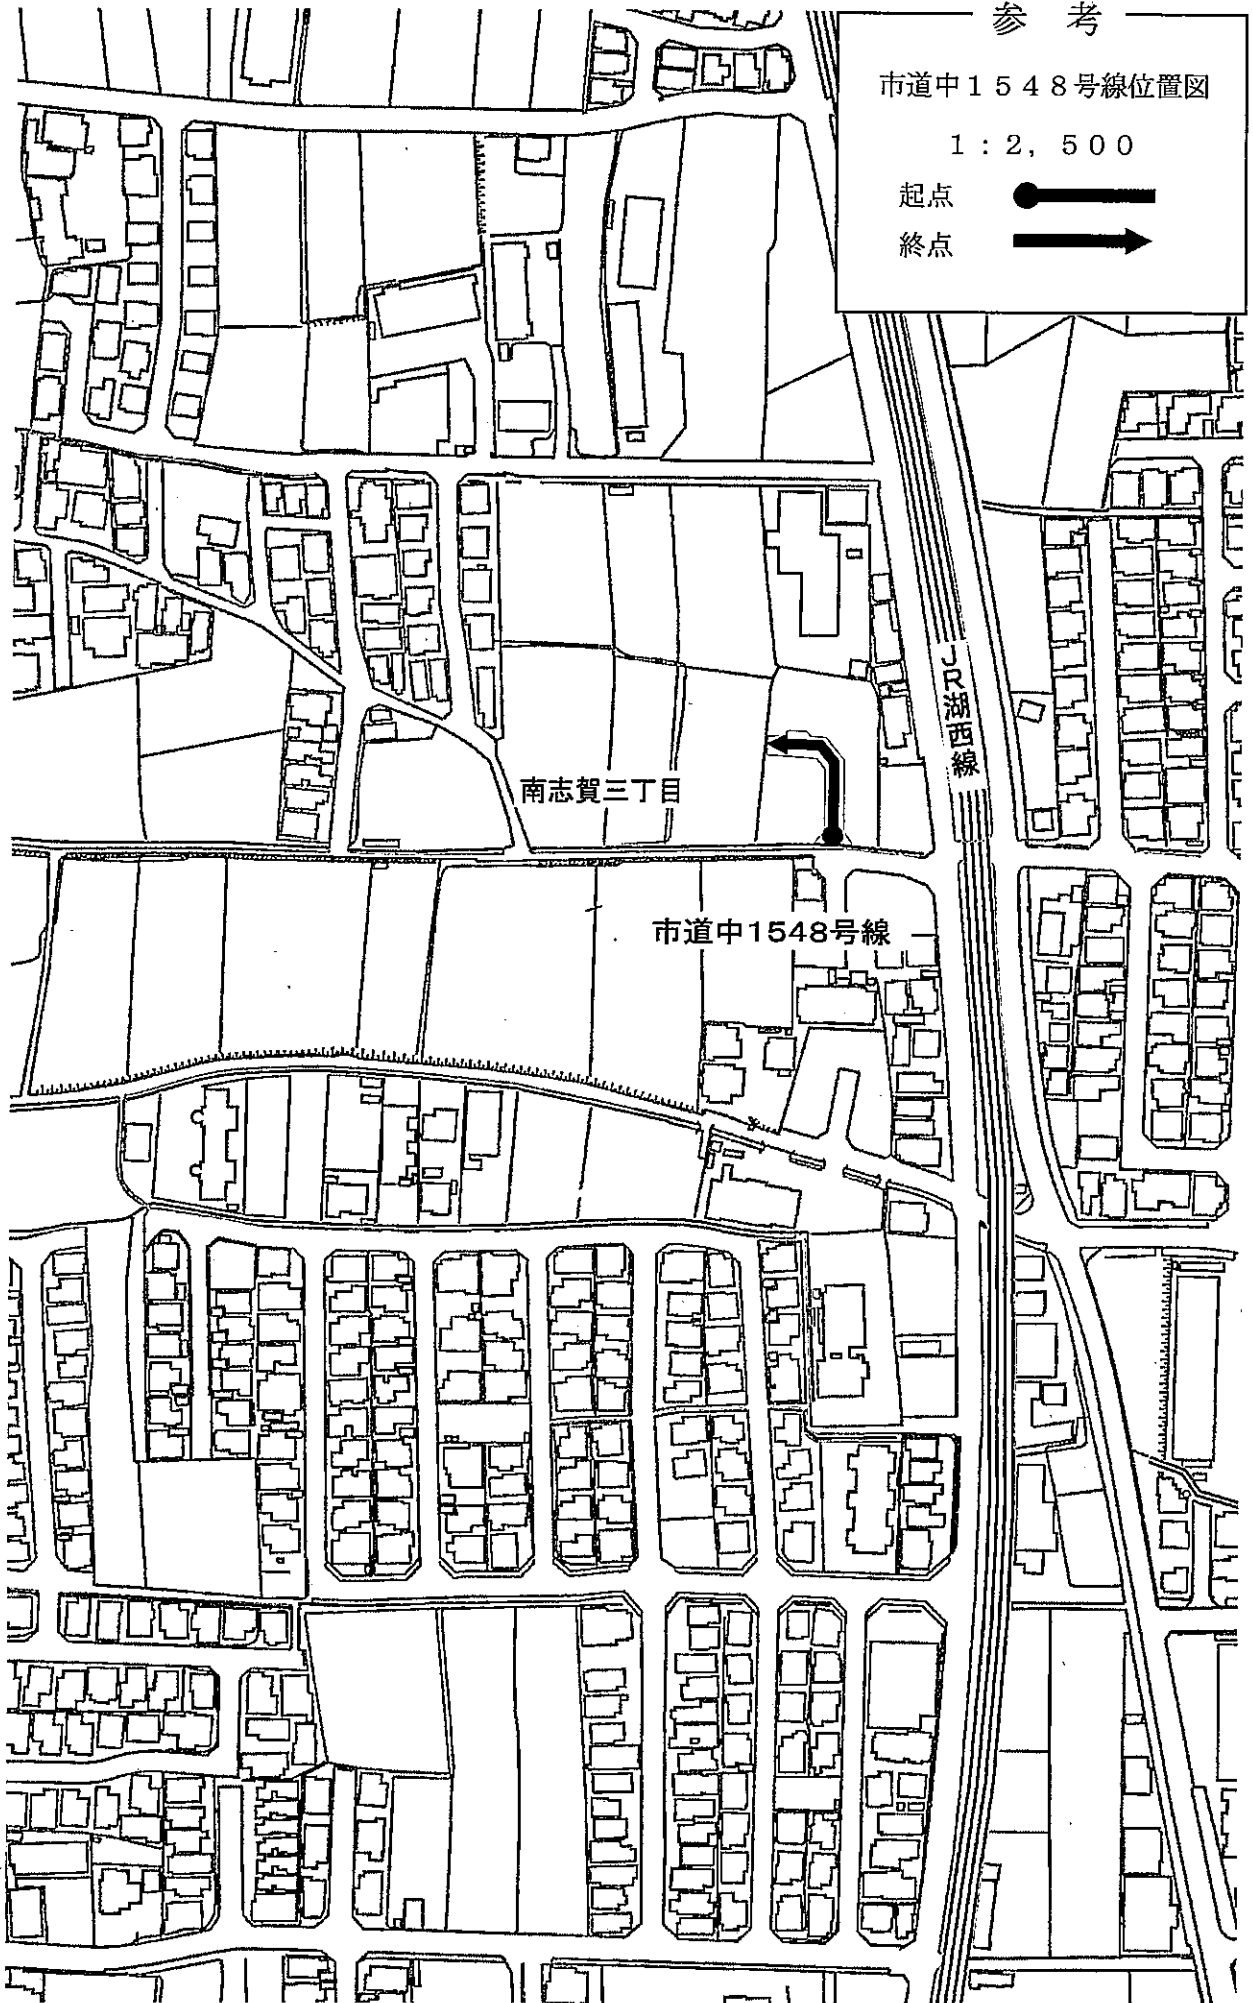 参 考
市道中１５４８号線位置図
１：２，５００
起点
終点
ＪＲ湖西線
南志賀三丁目
市道中1548号線